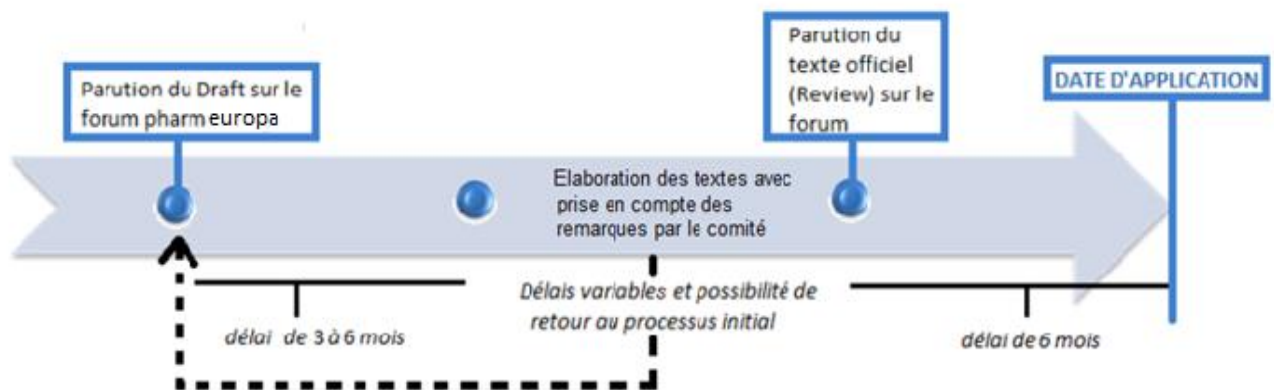 Parution du Draft sur le
forum pharmeuropa
Parution du
texte officiel
(Review) sur le
forum
DATE D'APPLICATION
Elaboration des textes avec
prise en compte des
remarques par le comité
délai de 3 à 6 mois
Délais variables et possibilité de
retour au processus initial
délai de 6 mois